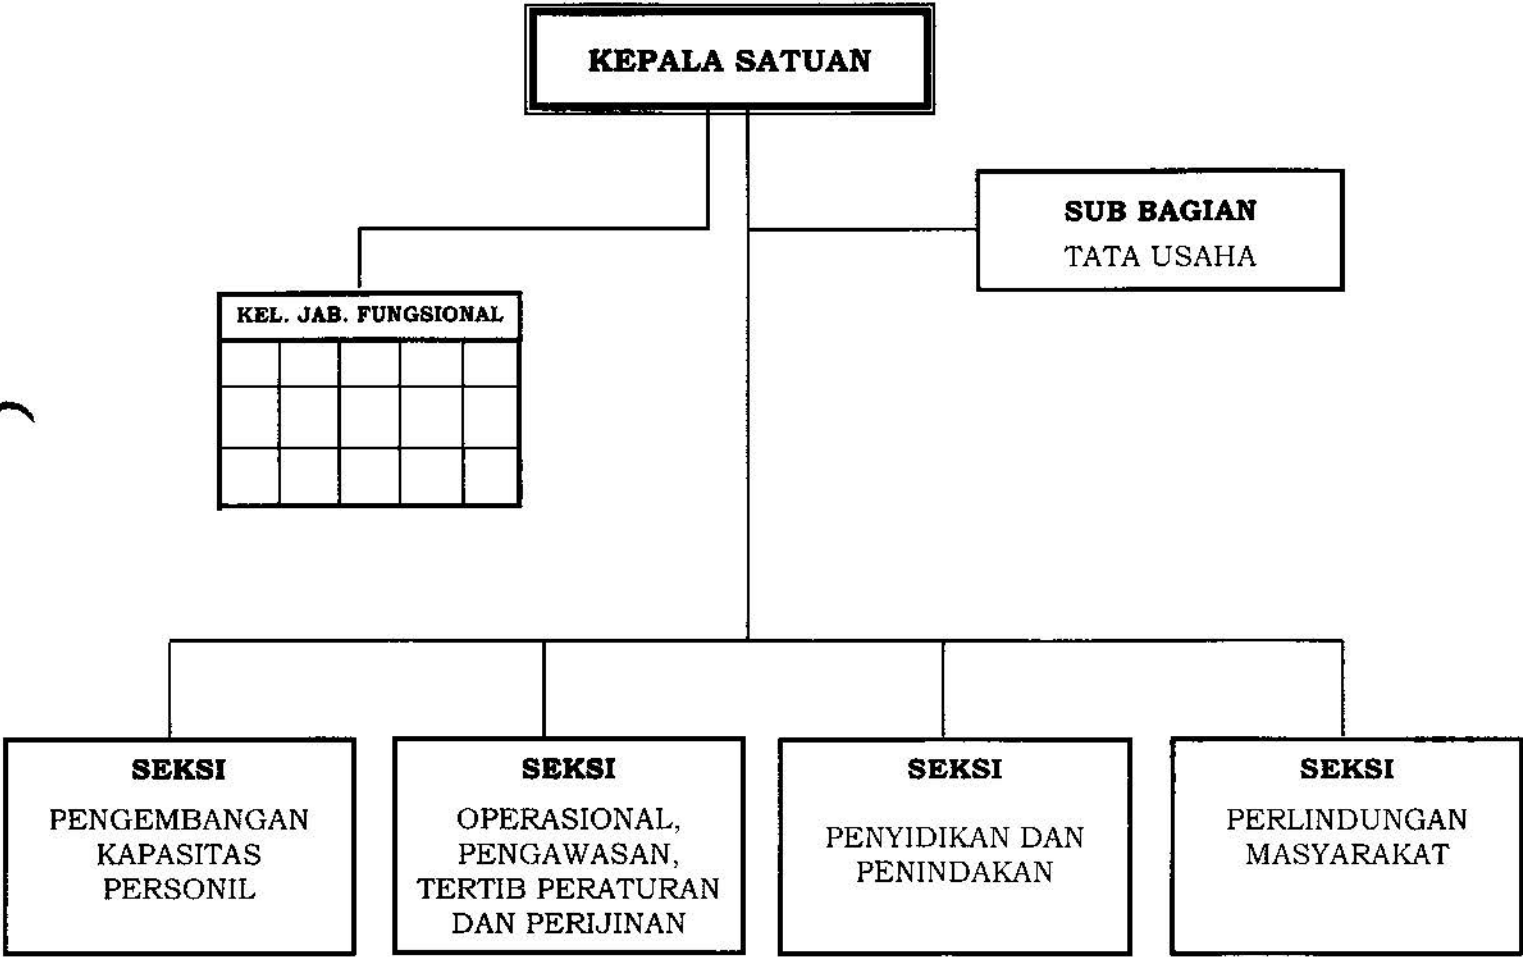 KEPALA SATUAN
SUB BAGIAN
TATA USAHA
KEL. JAB. FUNGSIONAL
SEKSI
PENGEMBANGAN
KAPASITAS
PERSONIL
SEKSI
OPERASIONAL,
PENGAWASAN,
TERTIB PERATURAN
DAN PERIJINAN
SEKSI
PENYIDIKAN DAN
PENINDAKAN
SEKSI
PERLINDUNGAN
MASYARAKAT